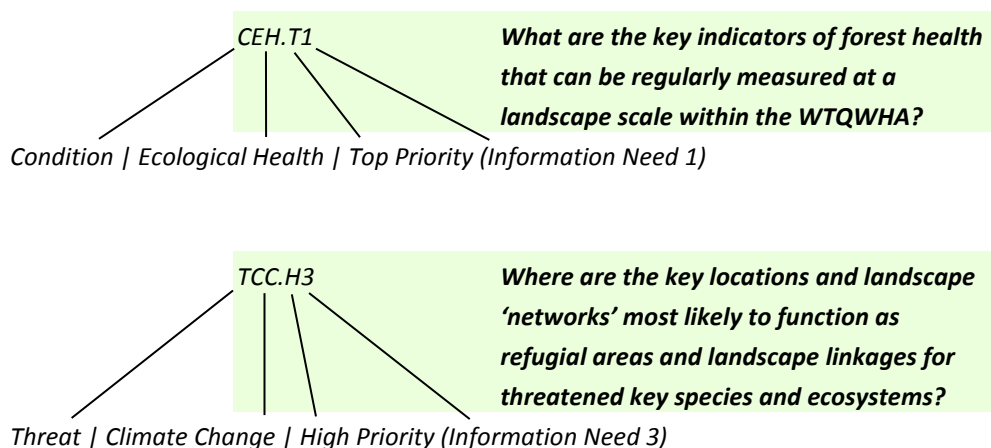 CEH.T1 What are the key indicators of forest health
that can be regularly measured at a
landscape scale within the WTQWHA?
Condition | Ecological Health | Top Priority (Information Need 1)
TCC.H3 Where are the key locations and landscape
‘networks’ most likely to function as
refugial areas and landscape linkages for
threatened key species and ecosystems?
Threat | Climate Change | High Priority (Information Need 3)